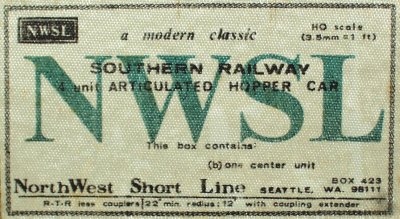 NWSL
a modern classic
HO scale
(3.5mm = 1 ft)
NWSL
SOUTHERN RAILWAY
4 unit ARTICULATED HOPPER CAR
This box contains:
(b) one center unit
NorthWest Short Line
BOX 423
SEATTLE, WA. 98111
R-T-R less couplers; 22" min radius; 12" with coupling extender